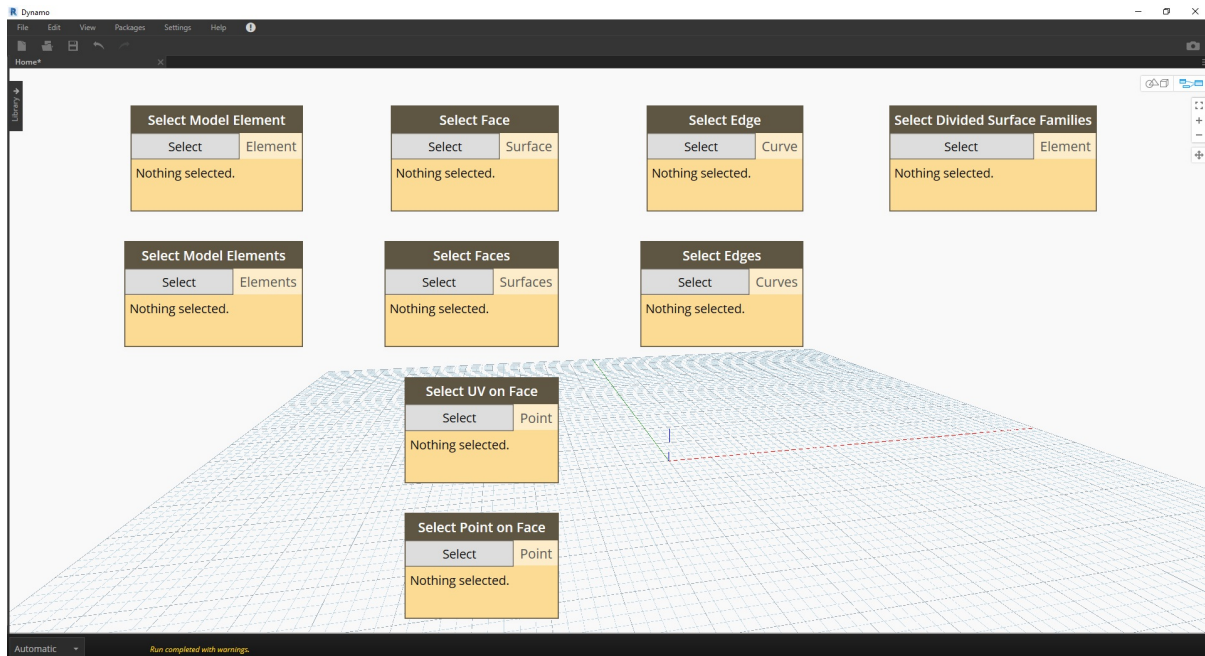 Dynamo
File Edit View Packages Settings Help !
Home*
Library
Select Model Element
Select Element
Nothing selected.
Select Face
Select Surface
Nothing selected.
Select Edge
Select Curve
Nothing selected.
Select Divided Surface Families
Select Element
Nothing selected.
Select Model Elements
Select Elements
Nothing selected.
Select Faces
Select Surfaces
Nothing selected.
Select Edges
Select Curves
Nothing selected.
Select UV on Face
Select Point
Nothing selected.
Select Point on Face
Select Point
Nothing selected.
Automatic Run completed with warnings.